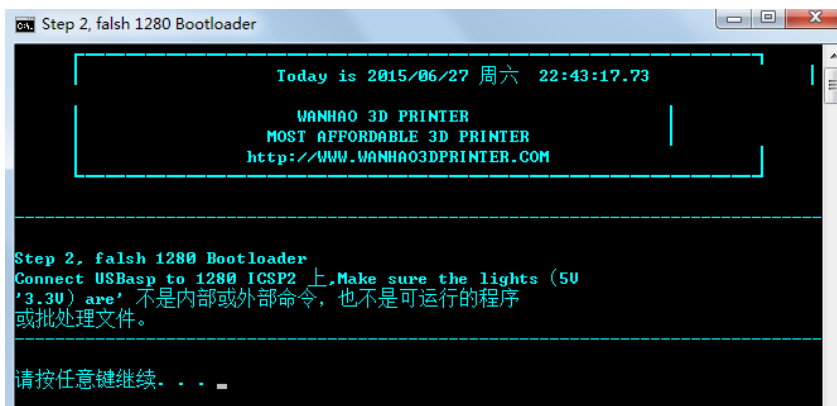 Step 2, falsh 1280 Bootloader
Today is 2015/06/27 周六 22:43:17.73
WANHAO 3D PRINTER
MOST AFFORDABLE 3D PRINTER
http://WWW.WANHAO3DPRINTER.COM
Step 2, falsh 1280 Bootloader
Connect USBasp to 1280 ICSP2 上,Make sure the lights (5V
'3.3V) are' 不是内部或外部命令，也不是可运行的程序
或批处理文件。
请按任意键继续. . .